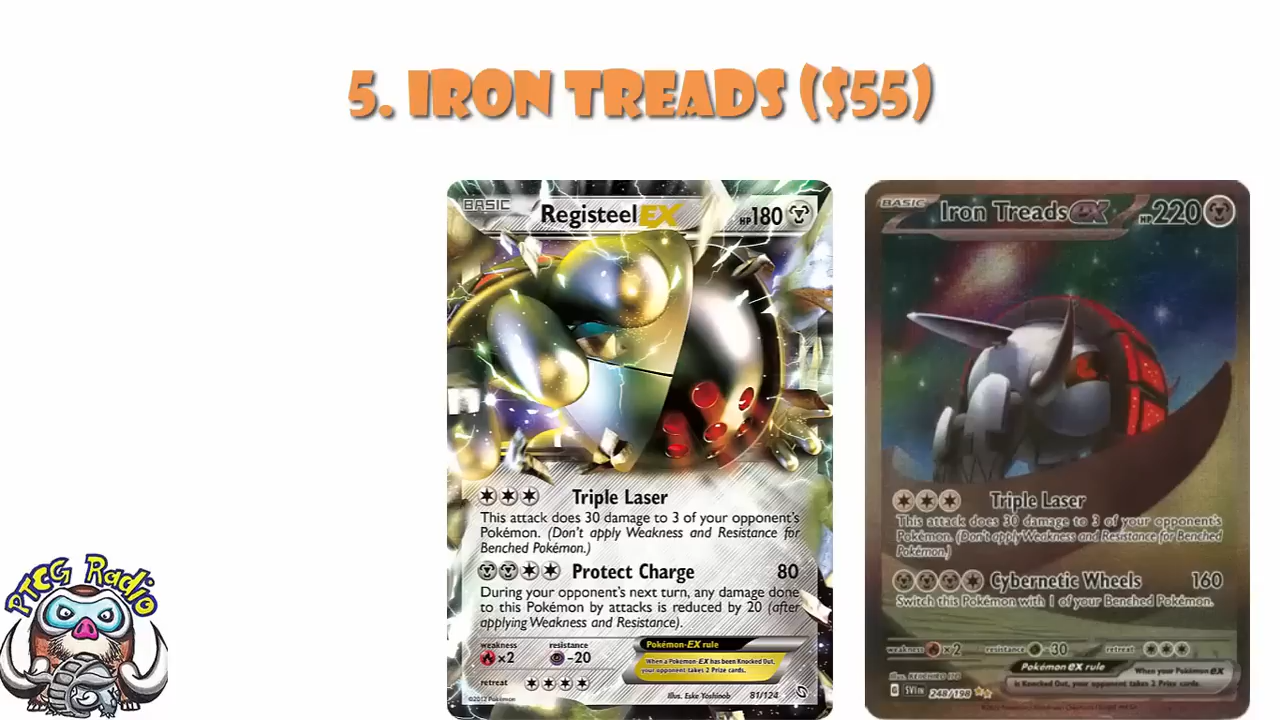 5. IRON TREADS ($55)
BASIC
Registeel EX
HP 180
Triple Laser
This attack does 30 damage to 3 of your opponent's
Pokémon. (Don't apply Weakness and Resistance for
Benched Pokémon.)
Protect Charge 80
During your opponent's next turn, any damage done
to this Pokémon by attacks is reduced by 20 (after
applying Weakness and Resistance).
weakness resistance
×2 -20
retreat
Pokémon-EX rule
When a Pokémon-EX has been Knocked Out,
your opponent takes 2 Prize cards.
©2012 Pokémon
Illus. Eske Yoshinob 81/124
BASIC
Iron Treads ex
HP 220
Triple Laser
This attack does 30 damage to 3 of your opponent's
Pokémon. (Don't apply Weakness and Resistance for Benched
Pokémon.)
Cybernetic Wheels 160
Switch this Pokémon with 1 of your Benched Pokémon.
weakness ×2 resistance -30 retreat
Pokémon ex rule
When your Pokémon ex
is Knocked Out, your opponent takes 2 Prize cards.
G SVI EN 248/198
PTCG Radio